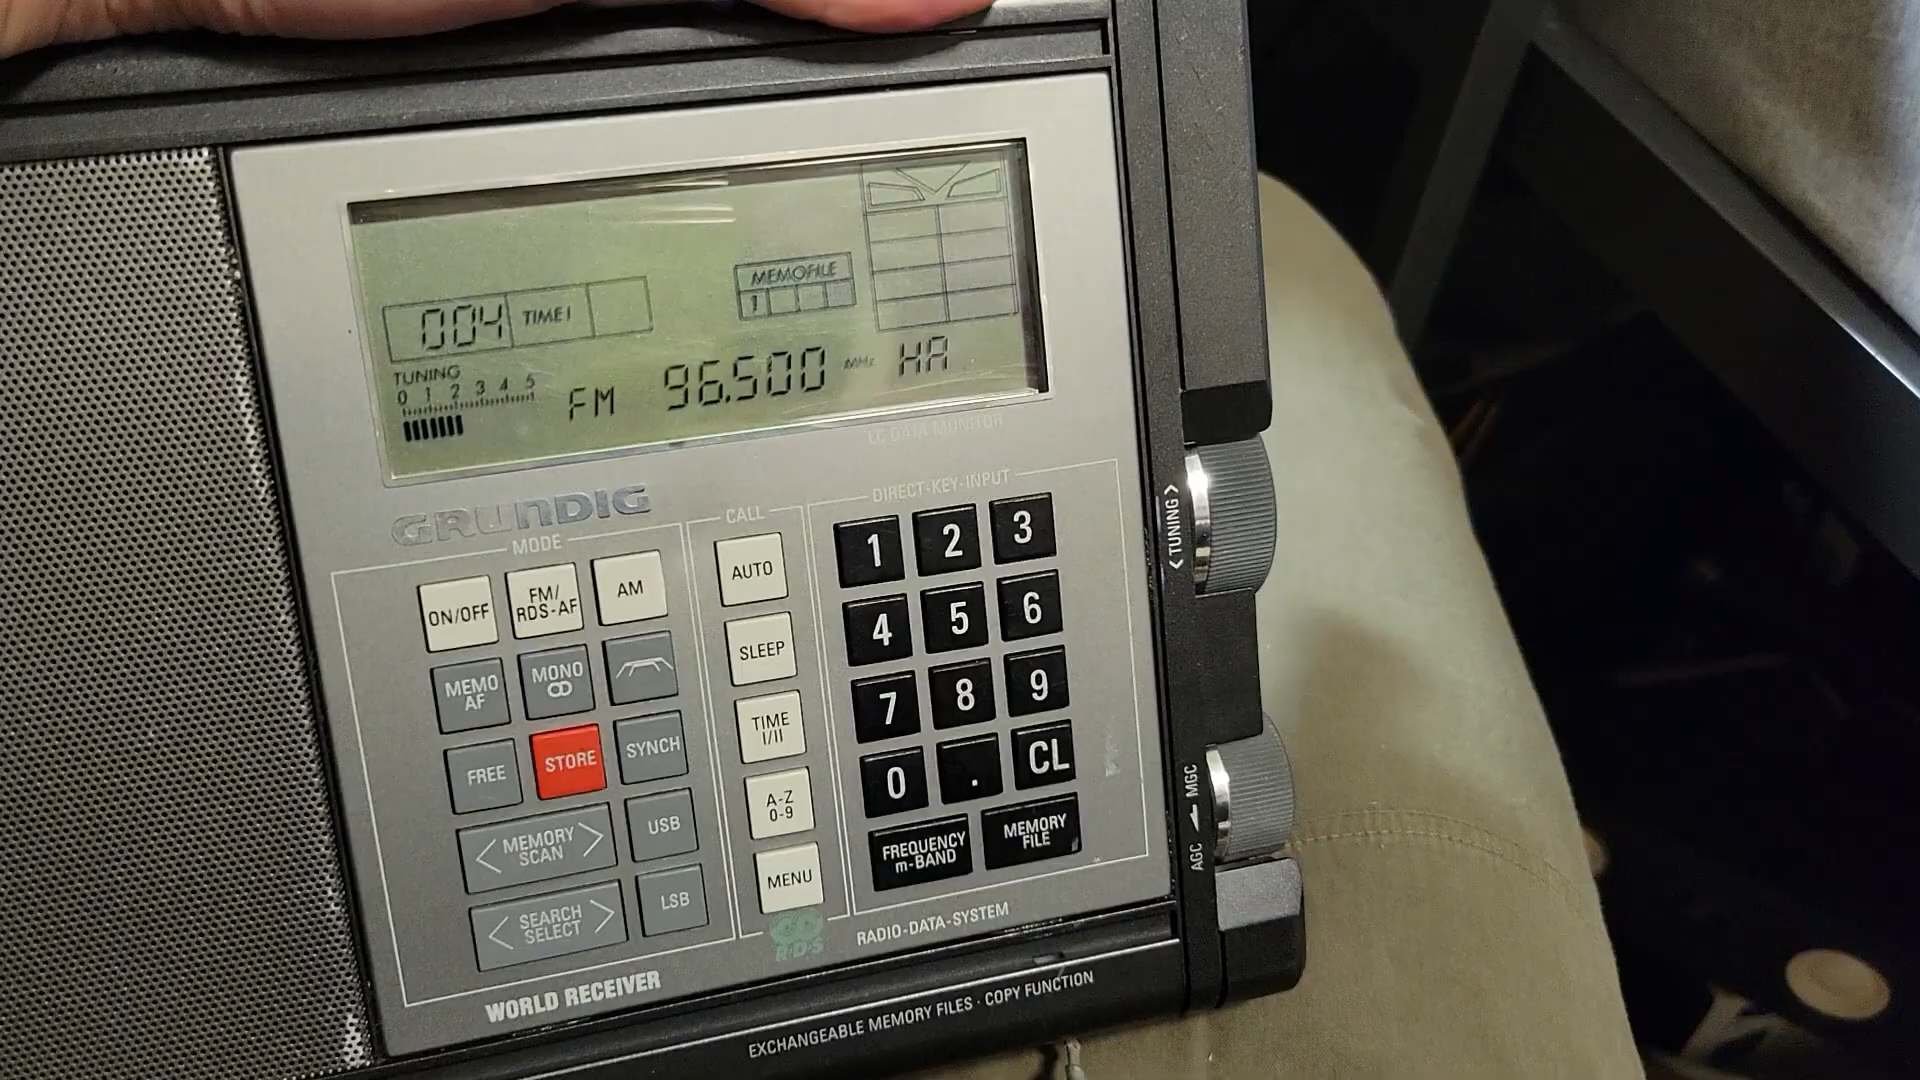 MEMOFILE
1
004 TIME I
TUNING
0 1 2 3 4 5
FM 96.500 MHz HA
LC DATA MONITOR
GRUNDIG
MODE
CALL
DIRECT-KEY-INPUT
ON/OFF
FM/
RDS-AF
AM
MEMO
AF
MONO
FREE
STORE
SYNCH
< MEMORY >
SCAN
USB
< SEARCH >
SELECT
LSB
AUTO
SLEEP
TIME
I/II
A-Z
0-9
MENU
1 2 3
4 5 6
7 8 9
0 . CL
FREQUENCY
m-BAND
MEMORY
FILE
R·D·S
RADIO-DATA-SYSTEM
WORLD RECEIVER
EXCHANGEABLE MEMORY FILES · COPY FUNCTION
< TUNING >
AGC MGC